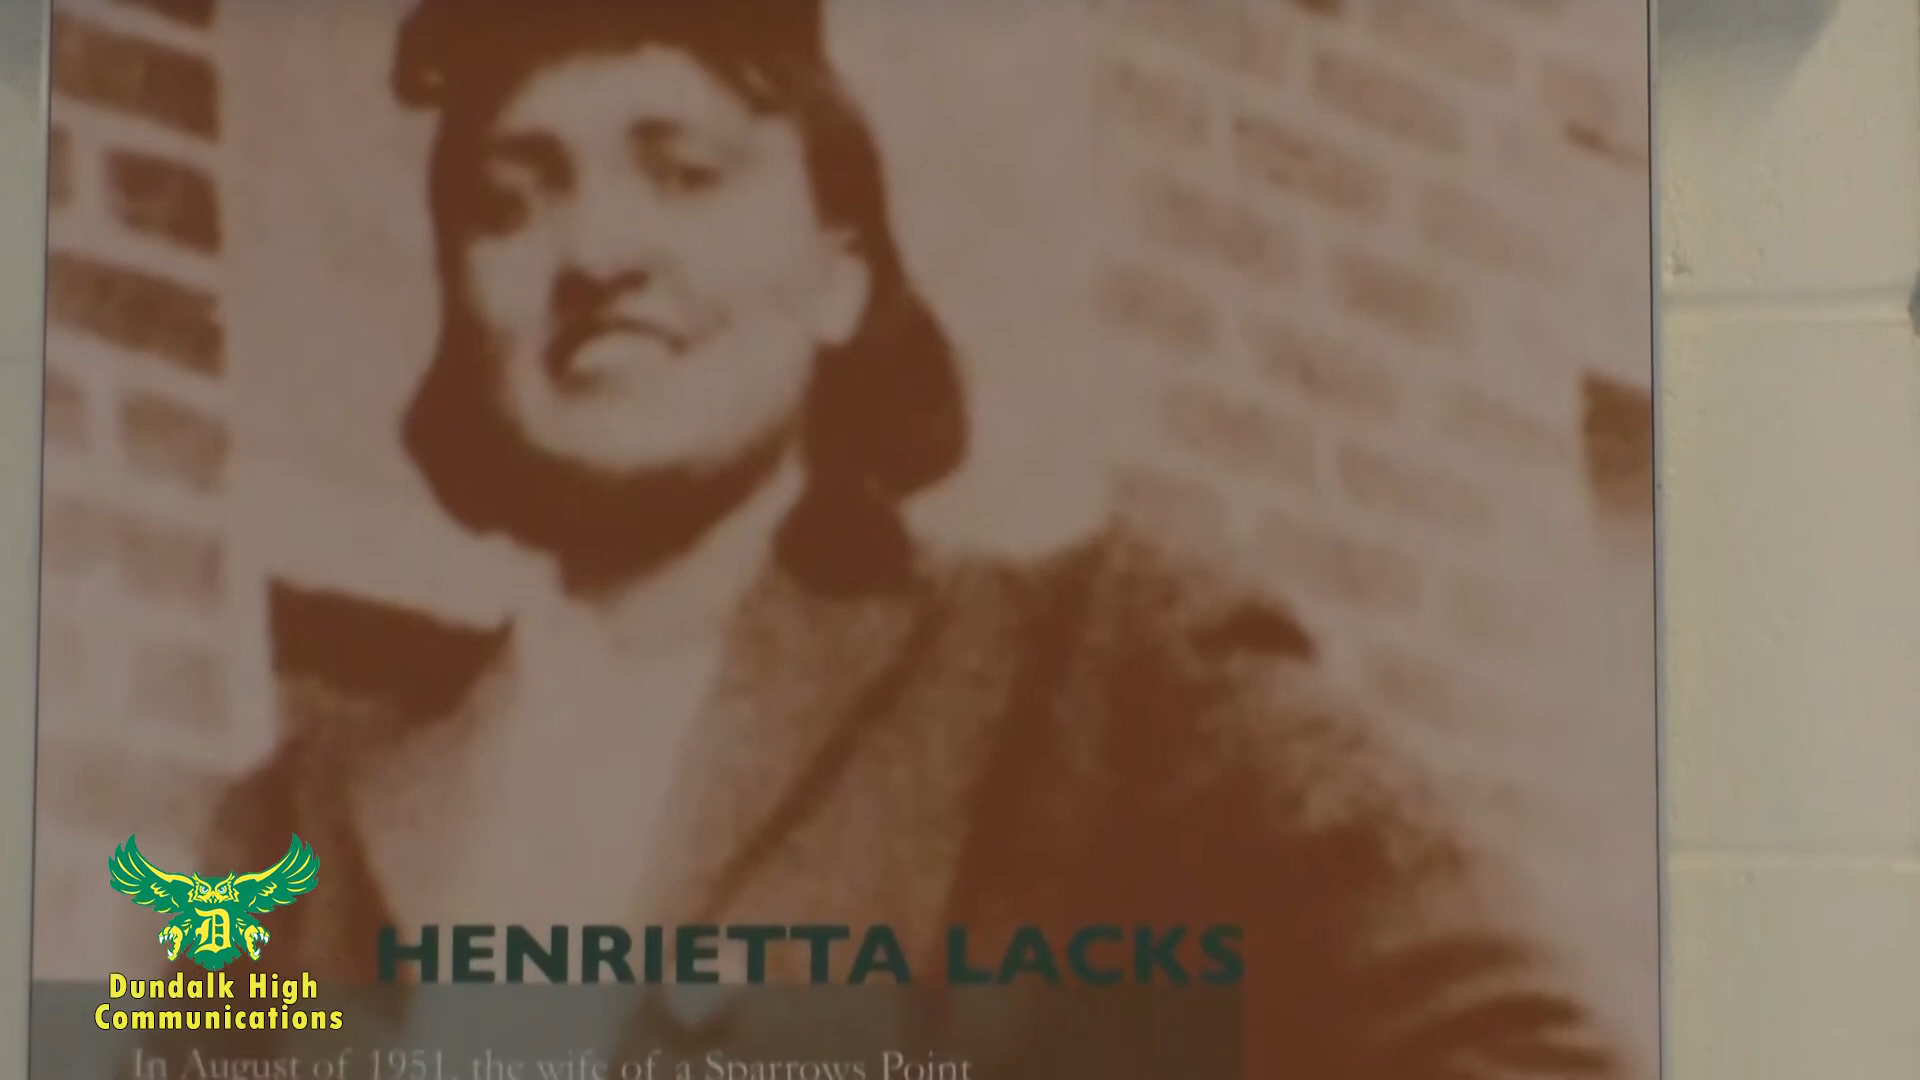 HENRIETTA LACKS
D
Dundalk High
Communications
In August of 1951, the wife of a Sparrows Point